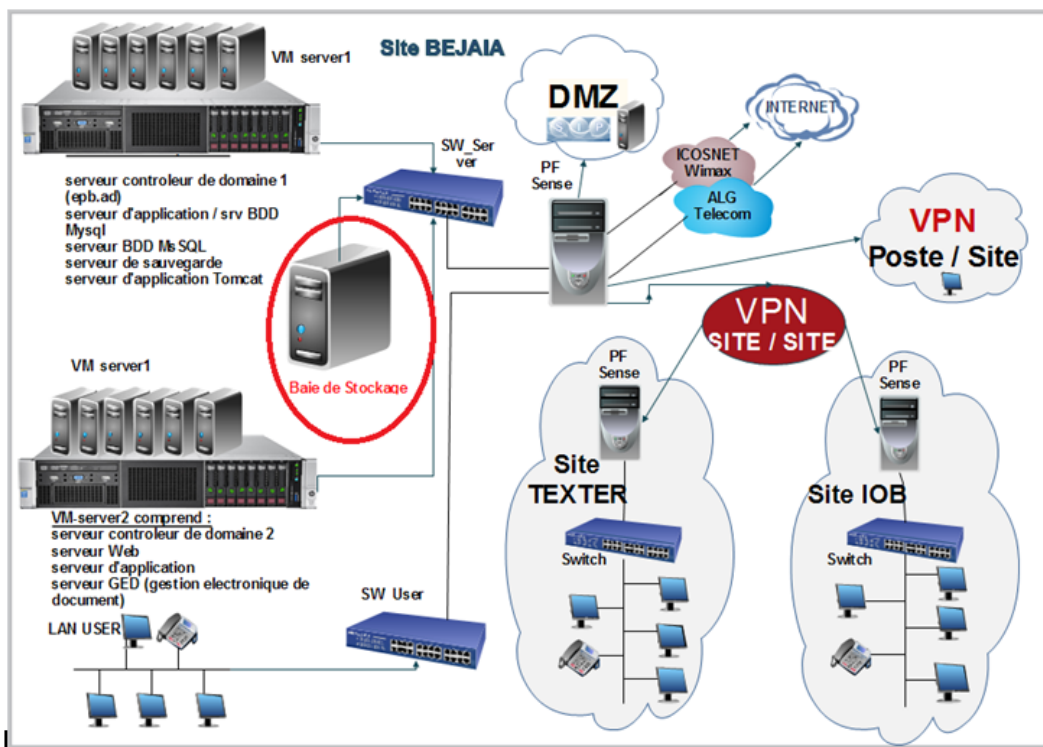 VM server1
Site BEJAIA
DMZ
SIP
INTERNET
SW_Ser
ver
PF
Sense
ICOSNET
Wimax
ALG
Telecom
serveur controleur de domaine 1
(epb.ad)
serveur d'application / srv BDD
Mysql
serveur BDD MsSQL
serveur de sauvegarde
serveur d'application Tomcat
VPN
Poste / Site
Baie de Stockage
VPN
SITE / SITE
VM server1
PF
Sense
PF
Sense
Site
TEXTER
Site IOB
VM-server2 comprend :
serveur controleur de domaine 2
serveur Web
serveur d'application
serveur GED (gestion electronique de
document)
Switch
Switch
SW User
LAN USER